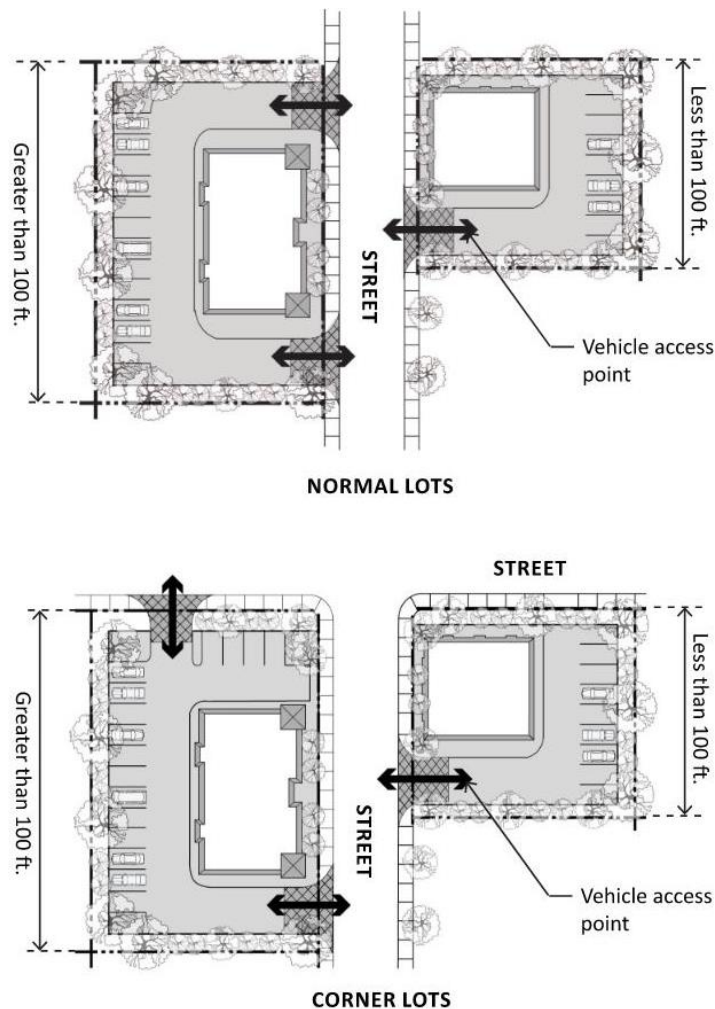 Greater than 100 ft.
STREET
Less than 100 ft.
Vehicle access
point
NORMAL LOTS
STREET
Greater than 100 ft.
STREET
Less than 100 ft.
Vehicle access
point
CORNER LOTS